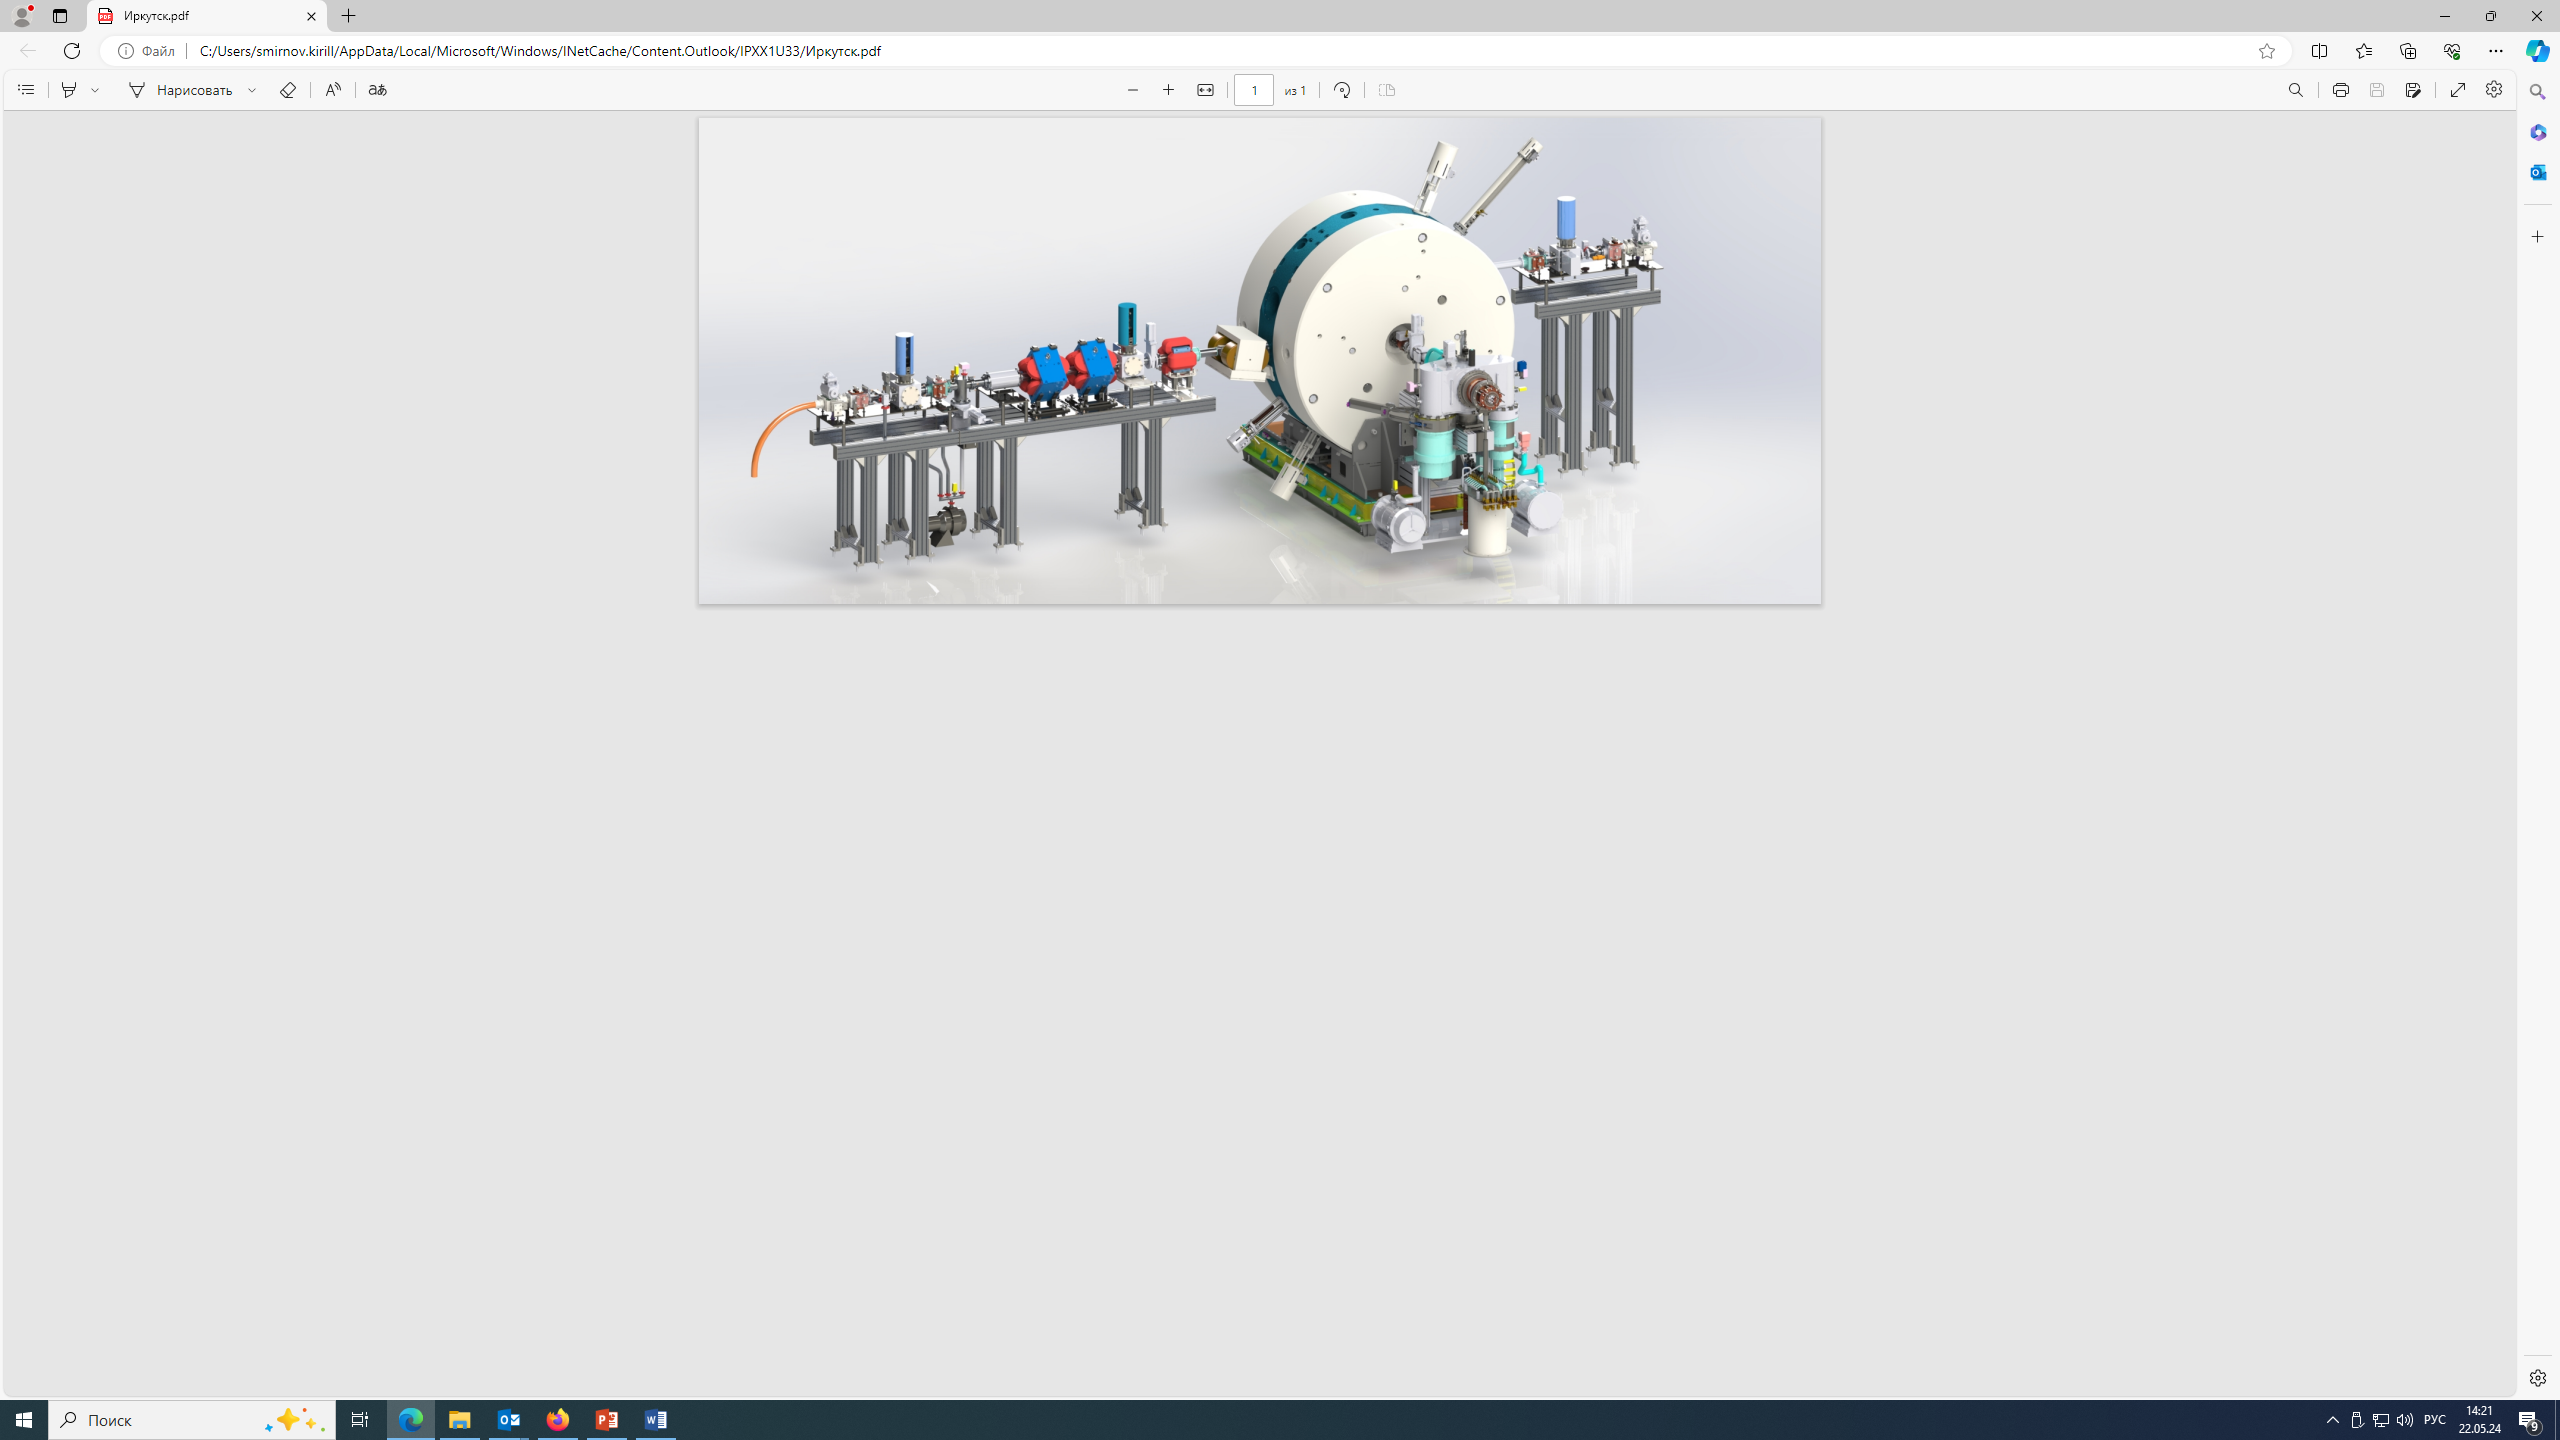 Иркутск.pdf
Файл
C:/Users/smirnov.kirill/AppData/Local/Microsoft/Windows/INetCache/Content.Outlook/IPXX1U33/Иркутск.pdf
Нарисовать
1
из 1
Поиск
РУС
14:21
22.05.24
9